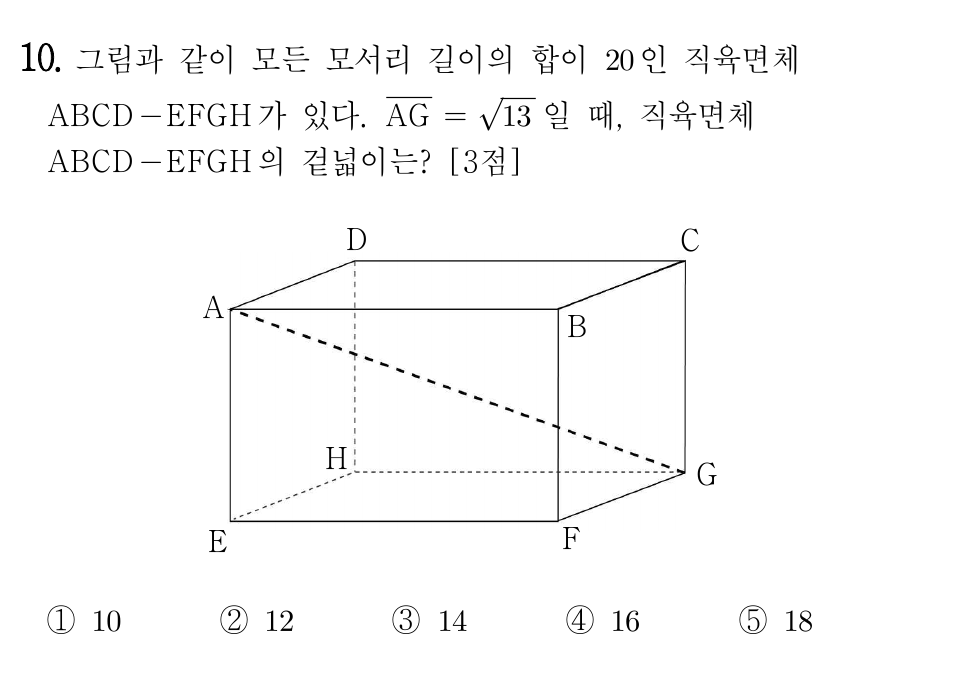 10. 그림과 같이 모든 모서리 길이의 합이 20인 직육면체
ABCD－EFGH가 있다. \overline{AG} = √13 일 때, 직육면체
ABCD－EFGH의 겉넓이는? [3점]
D
C
A
B
H
G
E
F
① 10 ② 12 ③ 14 ④ 16 ⑤ 18